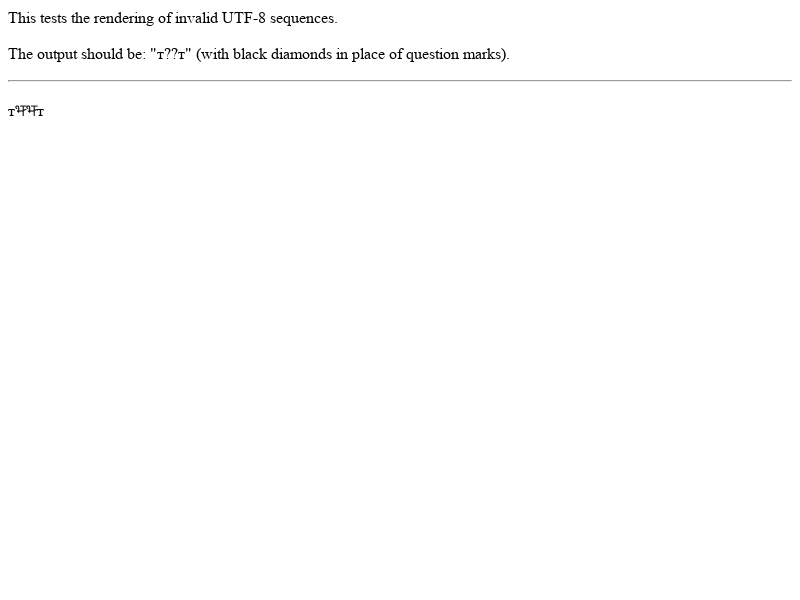 This tests the rendering of invalid UTF-8 sequences.
The output should be: "т??т" (with black diamonds in place of question marks).
тभभт